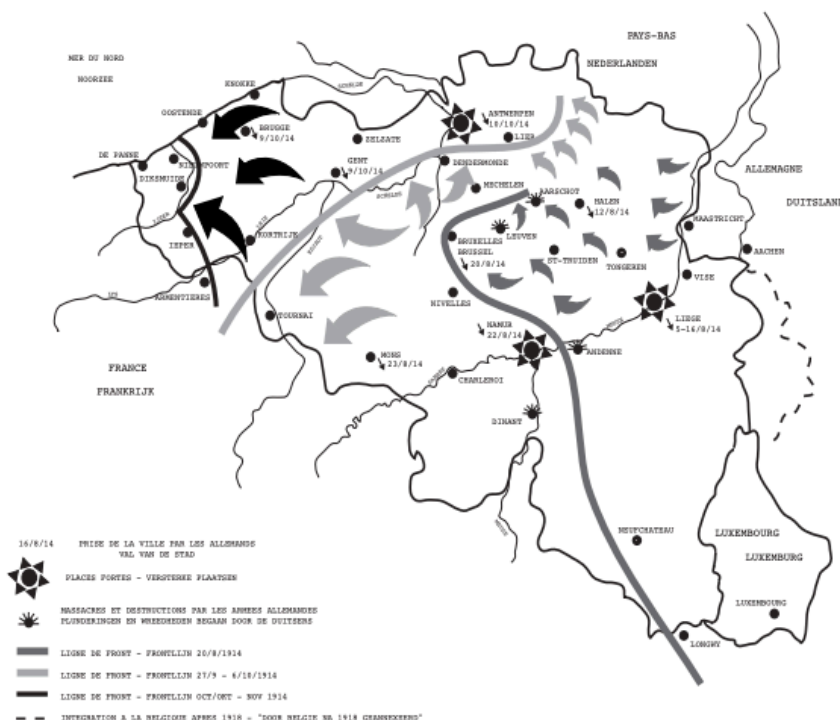 MER DU NORD
NOORZEE
PAYS-BAS
NEDERLANDEN
KNOKKE
SCHELDE
OOSTENDE
BRUGGE
9/10/14
ZELSATE
ANTWERPEN
10/10/14
LIER
DE PANNE
NIEUWPOORT
DIKSMUIDE
GENT
9/10/14
DENDERMONDE
SCHELDE
MECHELEN
AARSCHOT
HALEN
12/8/14
ALLEMAGNE
DUITSLAND
MAASTRICHT
AACHEN
IEPER
KORTRIJK
LEUVEN
BRUXELLES
BRUSSEL
20/8/14
ST-TRUIDEN
TONGEREN
VISE
ARMENTIERES
LYS
TOURNAI
NIVELLES
LIEGE
5-16/8/14
NAMUR
22/8/14
ANDENNE
MONS
23/8/14
CHARLEROI
FRANCE
FRANKRIJK
DINANT
MEUSE
NEUFCHATEAU
LUXEMBOURG
LUXEMBURG
LUXEMBOURG
LONGWY
16/8/14 PRISE DE LA VILLE PAR LES ALLEMANDS
VAL VAN DE STAD
PLACES FORTES - VERSTERKE PLAATSEN
MASSACRES ET DESTRUCTIONS PAR LES ARMEES ALLEMANDES
PLUNDERINGEN EN WREEDHEDEN BEGAAN DOOR DE DUITSERS
LIGNE DE FRONT - FRONTLIJN 20/8/1914
LIGNE DE FRONT - FRONTLIJN 27/9 - 6/10/1914
LIGNE DE FRONT - FRONTLIJN OCT/OKT - NOV 1914
INTEGRATION A LA BELGIQUE APRES 1918 - "DOOR BELGIE NA 1918 GEANNEXEERD"